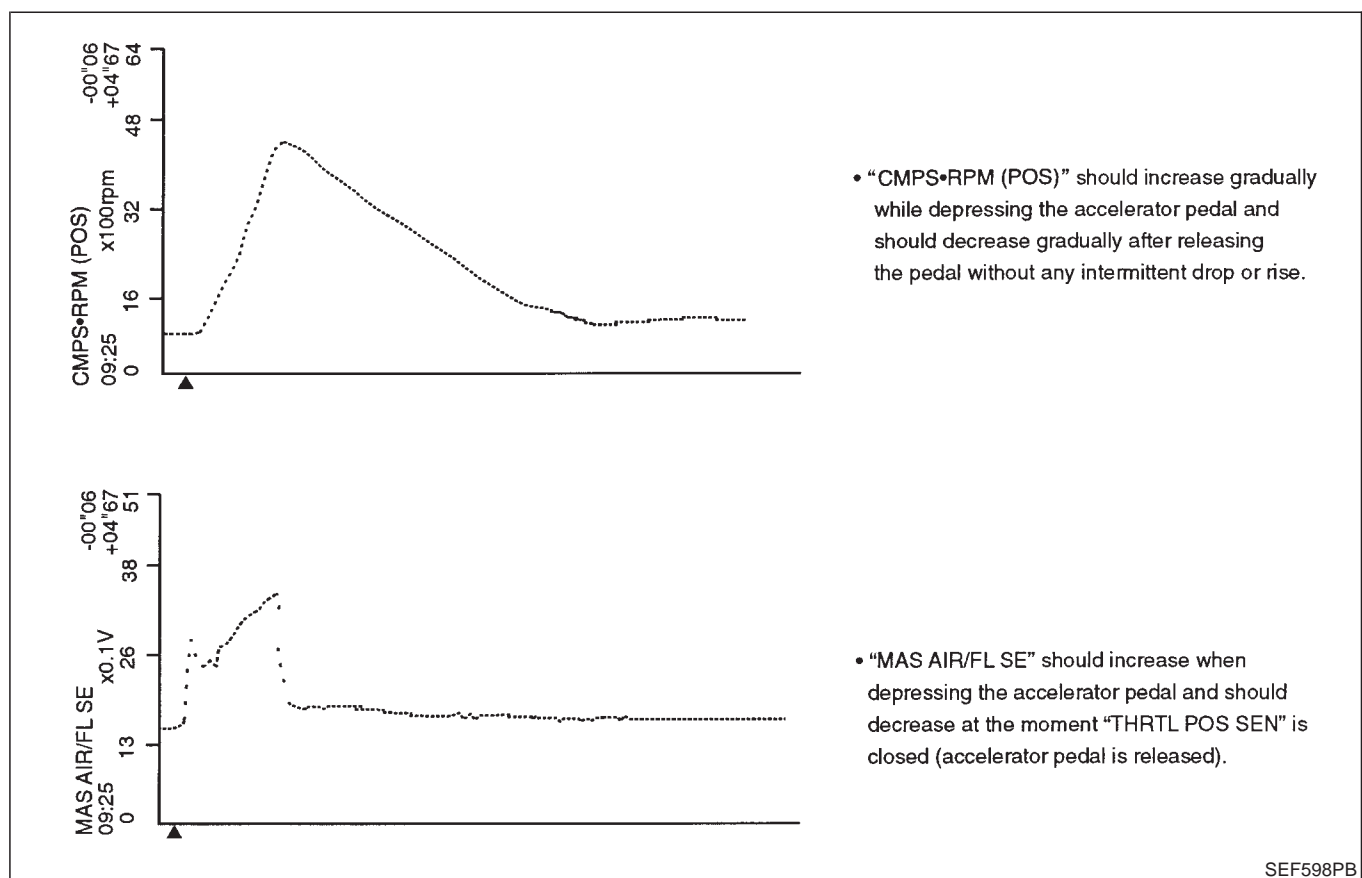 -00"06
+04"67
64
48
32
16
0
x100rpm
CMPS•RPM (POS)
09:25
• “CMPS•RPM (POS)” should increase gradually
while depressing the accelerator pedal and
should decrease gradually after releasing
the pedal without any intermittent drop or rise.
-00"06
+04"67
51
38
26
13
0
x0.1V
MAS AIR/FL SE
09:25
• “MAS AIR/FL SE” should increase when
depressing the accelerator pedal and should
decrease at the moment “THRTL POS SEN” is
closed (accelerator pedal is released).
SEF598PB